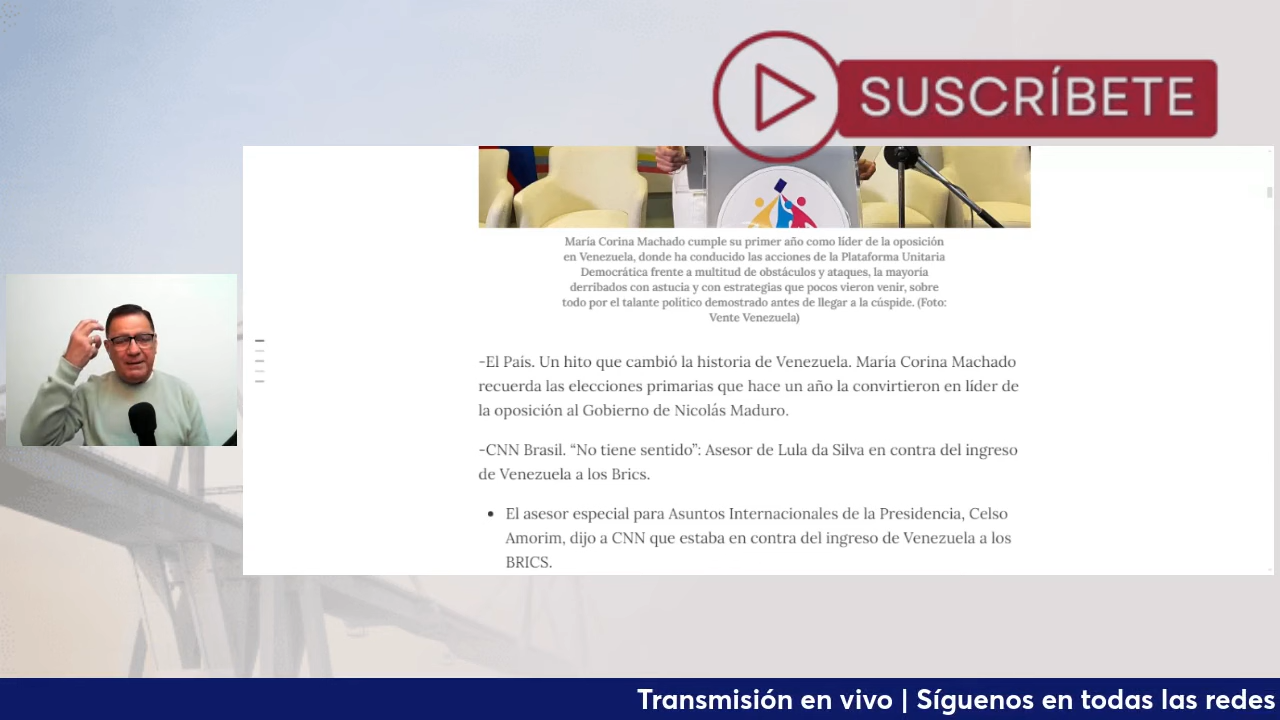 SUSCRÍBETE
María Corina Machado cumple su primer año como líder de la oposición
en Venezuela, donde ha conducido las acciones de la Plataforma Unitaria
Democrática frente a multitud de obstáculos y ataques, la mayoría
derribados con astucia y con estrategias que pocos vieron venir, sobre
todo por el talante político demostrado antes de llegar a la cúspide. (Foto:
Vente Venezuela)
-El País. Un hito que cambió la historia de Venezuela. María Corina Machado
recuerda las elecciones primarias que hace un año la convirtieron en líder de
la oposición al Gobierno de Nicolás Maduro.
-CNN Brasil. “No tiene sentido”: Asesor de Lula da Silva en contra del ingreso
de Venezuela a los Brics.
• El asesor especial para Asuntos Internacionales de la Presidencia, Celso
Amorim, dijo a CNN que estaba en contra del ingreso de Venezuela a los
BRICS.
Transmisión en vivo | Síguenos en todas las redes